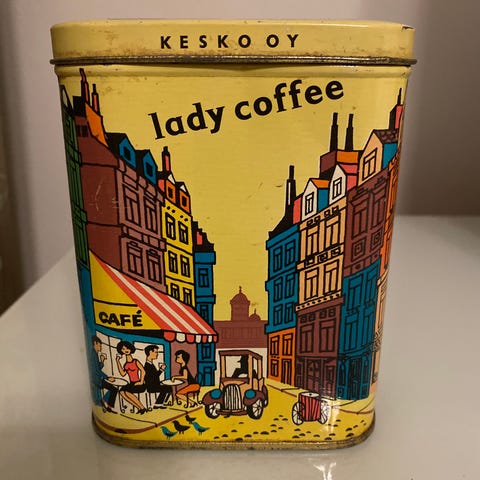 KESKO OY
lady coffee
CAFÉ